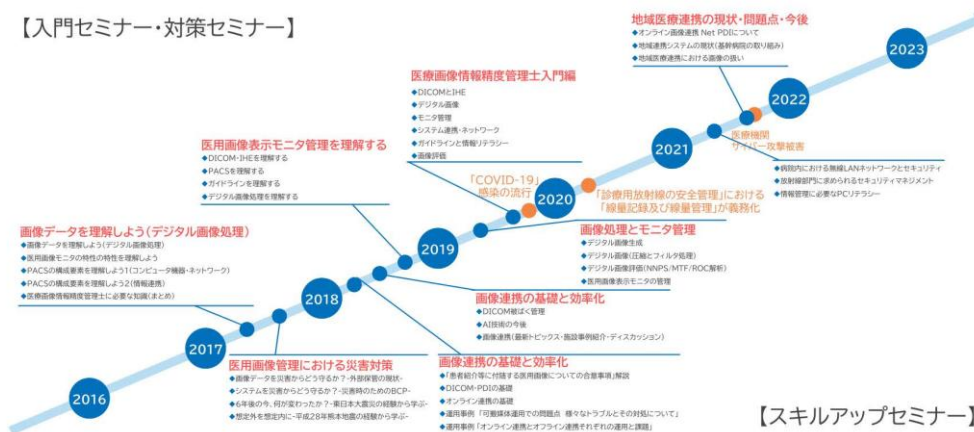 【入門セミナー・対策セミナー】
地域医療連携の現状・問題点・今後
◆オンライン画像連携 Net PDIについて
◆地域連携システムの現状(基幹病院の取り組み)
◆地域医療連携における画像の扱い
2023
2022
医療機関
サイバー攻撃被害
医療画像情報精度管理士入門編
◆DICOMとIHE
◆デジタル画像
◆モニタ管理
◆システム連携・ネットワーク
◆ガイドラインと情報リテラシー
◆画像評価
2021
◆病院内における無線LANネットワークとセキュリティ
◆放射線部門に求められるセキュリティマネジメント
◆情報管理に必要なPCリテラシー
医用画像表示モニタ管理を理解する
◆DICOM・IHEを理解する
◆PACSを理解する
◆ガイドラインを理解する
◆デジタル画像処理を理解する
「COVID-19」
感染の流行
2020
「診療用放射線の安全管理」における
「線量記録及び線量管理」が義務化
画像データを理解しよう(デジタル画像処理)
◆画像データを理解しよう(デジタル画像処理)
◆医用画像モニタの特性の特性を理解しよう
◆PACSの構成要素を理解しよう1(コンピュータ機器・ネットワーク)
◆PACSの構成要素を理解しよう2(情報連携)
◆医療画像情報精度管理士に必要な知識(まとめ)
2019
画像処理とモニタ管理
◆デジタル画像生成
◆デジタル画像(圧縮とフィルタ処理)
◆デジタル画像評価(NNPS/MTF/ROC解析)
◆医用画像表示モニタの管理
2018
画像連携の基礎と効率化
◆DICOM被ばく管理
◆AI技術の今後
◆画像連携(最新トピックス・施設事例紹介・ディスカッション)
2017
医用画像管理における災害対策
◆画像データを災害からどう守るか?-外部保管の現状-
◆システムを災害からどう守るか?-災害時のためのBCP-
◆6年後の今、何が変わったか?-東日本大震災の経験から学ぶ-
◆想定外を想定内に-平成28年熊本地震の経験から学ぶ-
画像連携の基礎と効率化
◆「患者紹介等に付随する医用画像についての合意事項」解説
◆DICOM・PDIの基礎
◆オンライン連携の基礎
◆運用事例「可搬媒体運用での問題点 様々なトラブルとその対処について」
◆運用事例「オンライン連携とオフライン連携それぞれの運用と課題」
2016
【スキルアップセミナー】